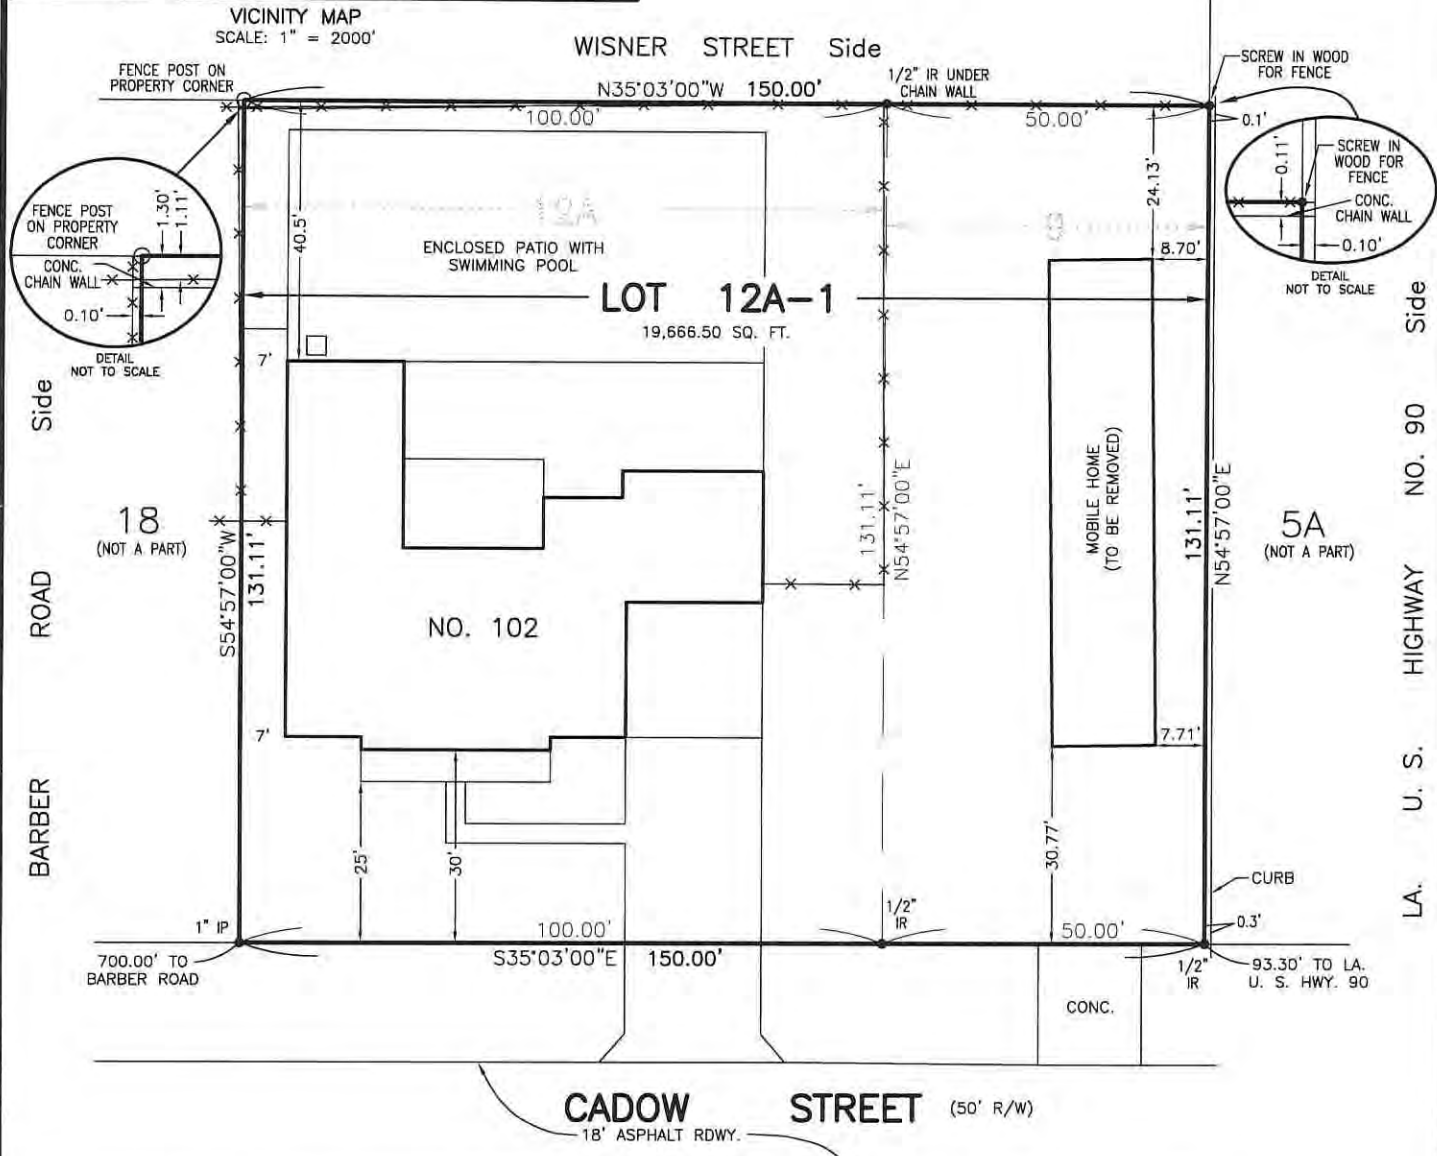 VICINITY MAP
SCALE: 1" = 2000'
WISNER STREET Side
FENCE POST ON
PROPERTY CORNER
N35°03'00"W 150.00'
1/2" IR UNDER
CHAIN WALL
SCREW IN WOOD
FOR FENCE
100.00'
50.00'
0.1'
FENCE POST
ON PROPERTY
CORNER
1.30'
1.11'
CONC.
CHAIN WALL
0.10'
DETAIL
NOT TO SCALE
40.5'
12A
ENCLOSED PATIO WITH
SWIMMING POOL
24.13'
8.70'
0.11'
SCREW IN
WOOD FOR
FENCE
CONC.
CHAIN WALL
0.10'
DETAIL
NOT TO SCALE
LOT 12A-1
19,666.50 SQ. FT.
7'
BARBER ROAD Side
18
(NOT A PART)
S54°57'00"W
131.11'
NO. 102
131.11'
N54°57'00"E
MOBILE HOME
(TO BE REMOVED)
131.11'
N54°57'00"E
5A
(NOT A PART)
LA. U. S. HIGHWAY NO. 90 Side
7'
7.71'
25'
30'
30.77'
CURB
0.3'
1" IP
100.00'
1/2"
IR
50.00'
S35°03'00"E 150.00'
700.00' TO
BARBER ROAD
1/2"
IR
93.30' TO LA.
U. S. HWY. 90
CONC.
CADOW STREET (50' R/W)
18' ASPHALT RDWY.